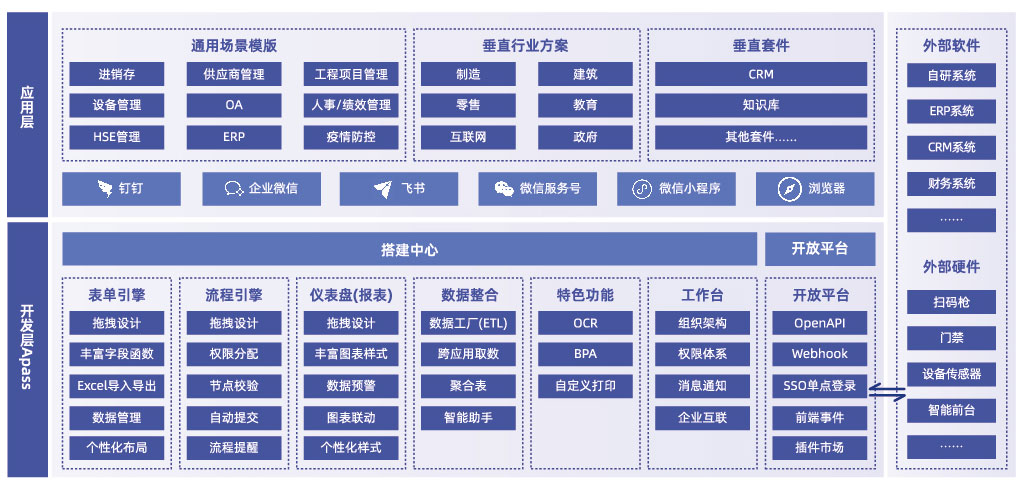 应用层
通用场景模版
进销存
供应商管理
工程项目管理
设备管理
OA
人事/绩效管理
HSE管理
ERP
疫情防控
垂直行业方案
制造
建筑
零售
教育
互联网
政府
垂直套件
CRM
知识库
其他套件……
钉钉
企业微信
飞书
微信服务号
微信小程序
浏览器
开发层Apass
搭建中心
开放平台
表单引擎
拖拽设计
丰富字段函数
Excel导入导出
数据管理
个性化布局
流程引擎
拖拽设计
权限分配
节点校验
自动提交
流程提醒
仪表盘(报表)
拖拽设计
丰富图表样式
数据预警
图表联动
个性化样式
数据整合
数据工厂(ETL)
跨应用取数
聚合表
智能助手
特色功能
OCR
BPA
自定义打印
工作台
组织架构
权限体系
消息通知
企业互联
开放平台
OpenAPI
Webhook
SSO单点登录
前端事件
插件市场
外部软件
自研系统
ERP系统
CRM系统
财务系统
……
外部硬件
扫码枪
门禁
设备传感器
智能前台
……